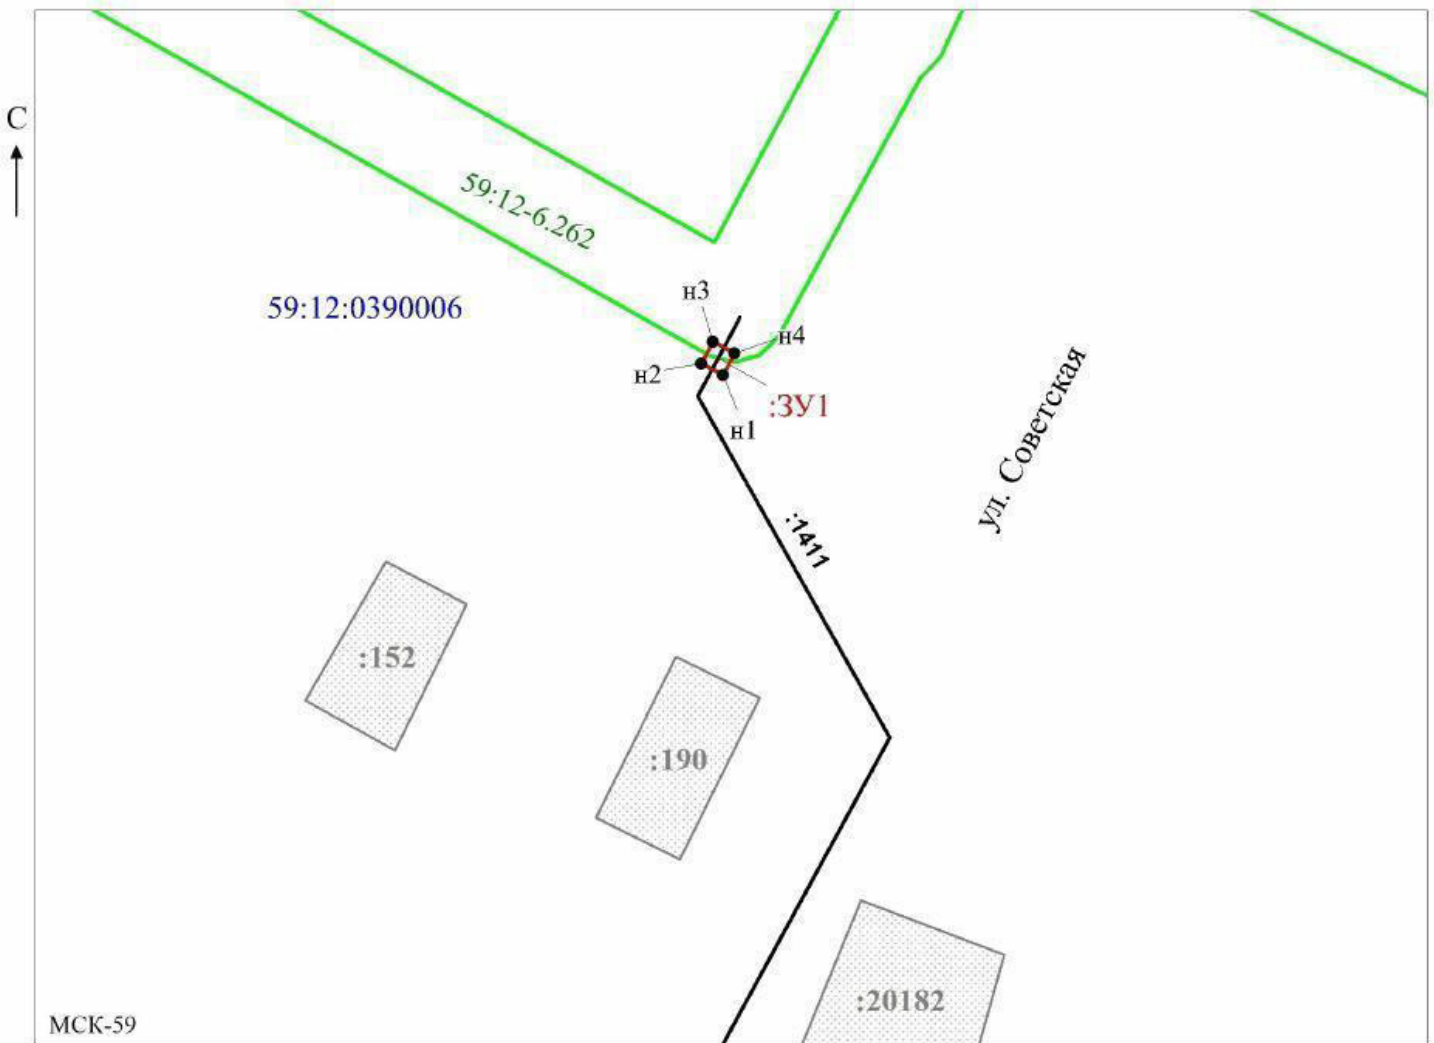 С
59:12-6.262
59:12:0390006
н3
н4
н2
:ЗУ1
н1
ул. Советская
:1411
:152
:190
:20182
МСК-59